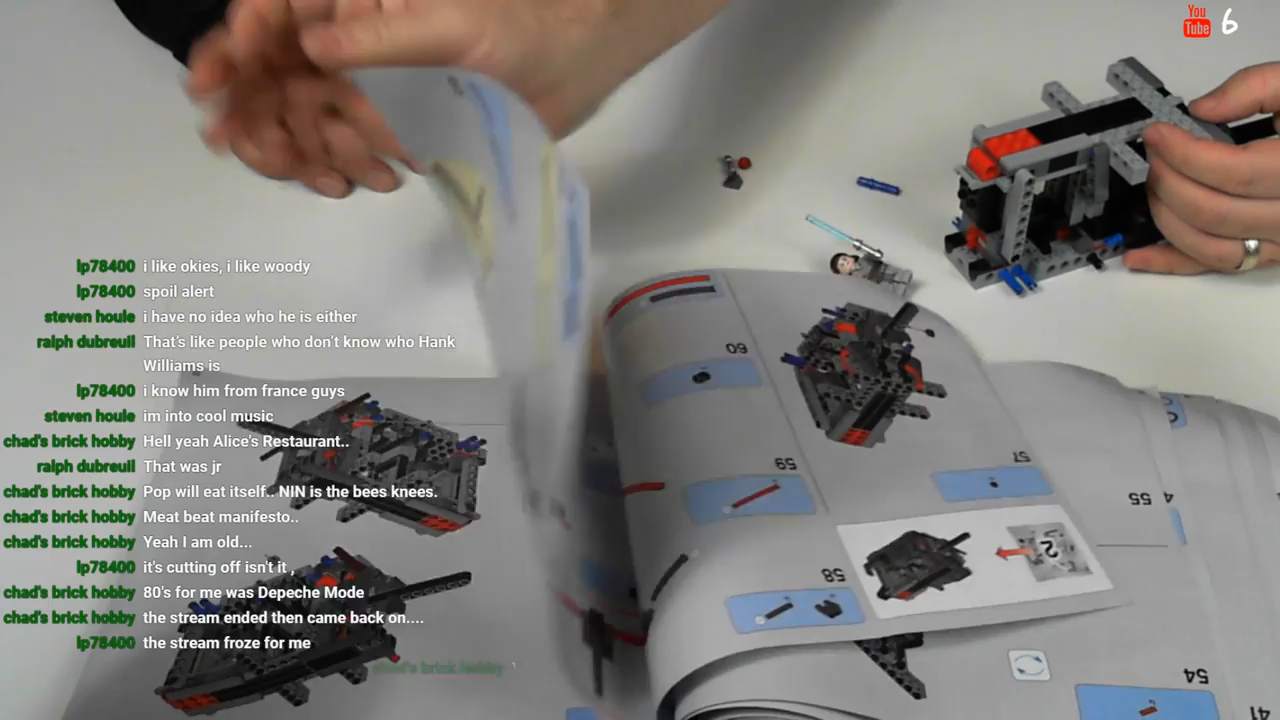 You
Tube 6
lp78400 i like okies, i like woody
lp78400 spoil alert
steven houle i have no idea who he is either
ralph dubreuil That's like people who don't know who Hank
Williams is
lp78400 i know him from france guys
steven houle im into cool music
chad's brick hobby Hell yeah Alice's Restaurant..
ralph dubreuil That was jr
chad's brick hobby Pop will eat itself.. NIN is the bees knees.
chad's brick hobby Meat beat manifesto..
chad's brick hobby Yeah I am old...
lp78400 it's cutting off isn't it ,
chad's brick hobby 80's for me was Depeche Mode
chad's brick hobby the stream ended then came back on....
lp78400 the stream froze for me
chad's brick hobby
60
59
58
57
55
54
41
2